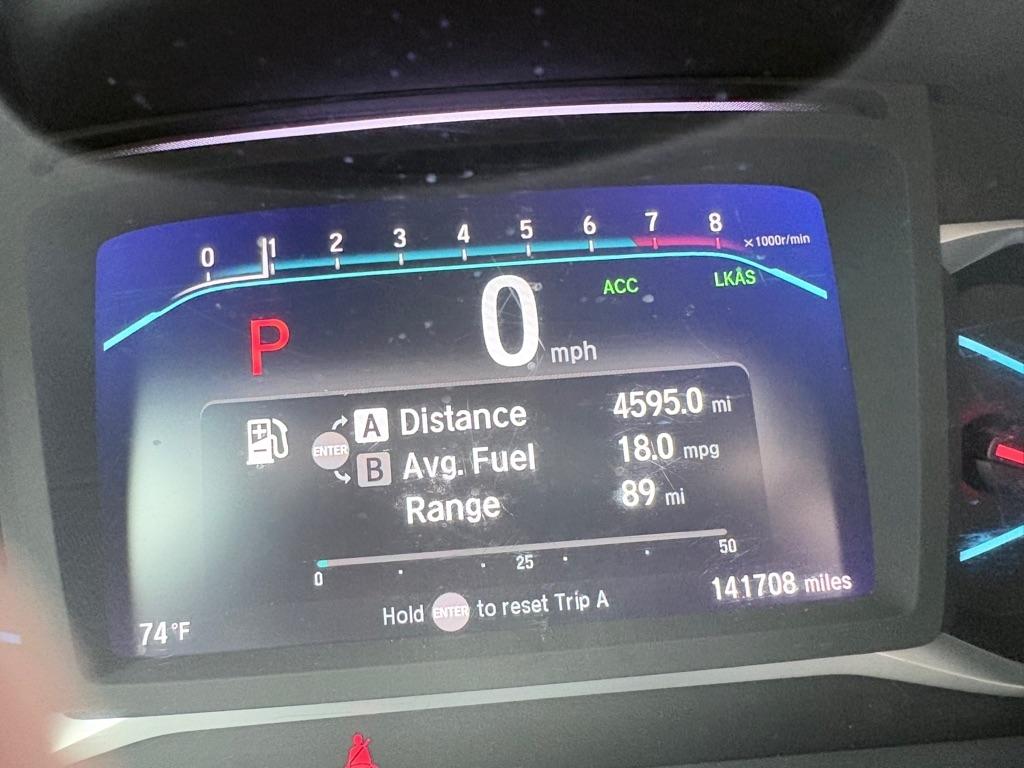 0 1 2 3 4 5 6 7 8 ×1000r/min
ACC LKAS
P 0 mph
A Distance 4595.0 mi
ENTER
B Avg. Fuel 18.0 mpg
Range 89 mi
0 25 50
Hold ENTER to reset Trip A
141708 miles
74°F